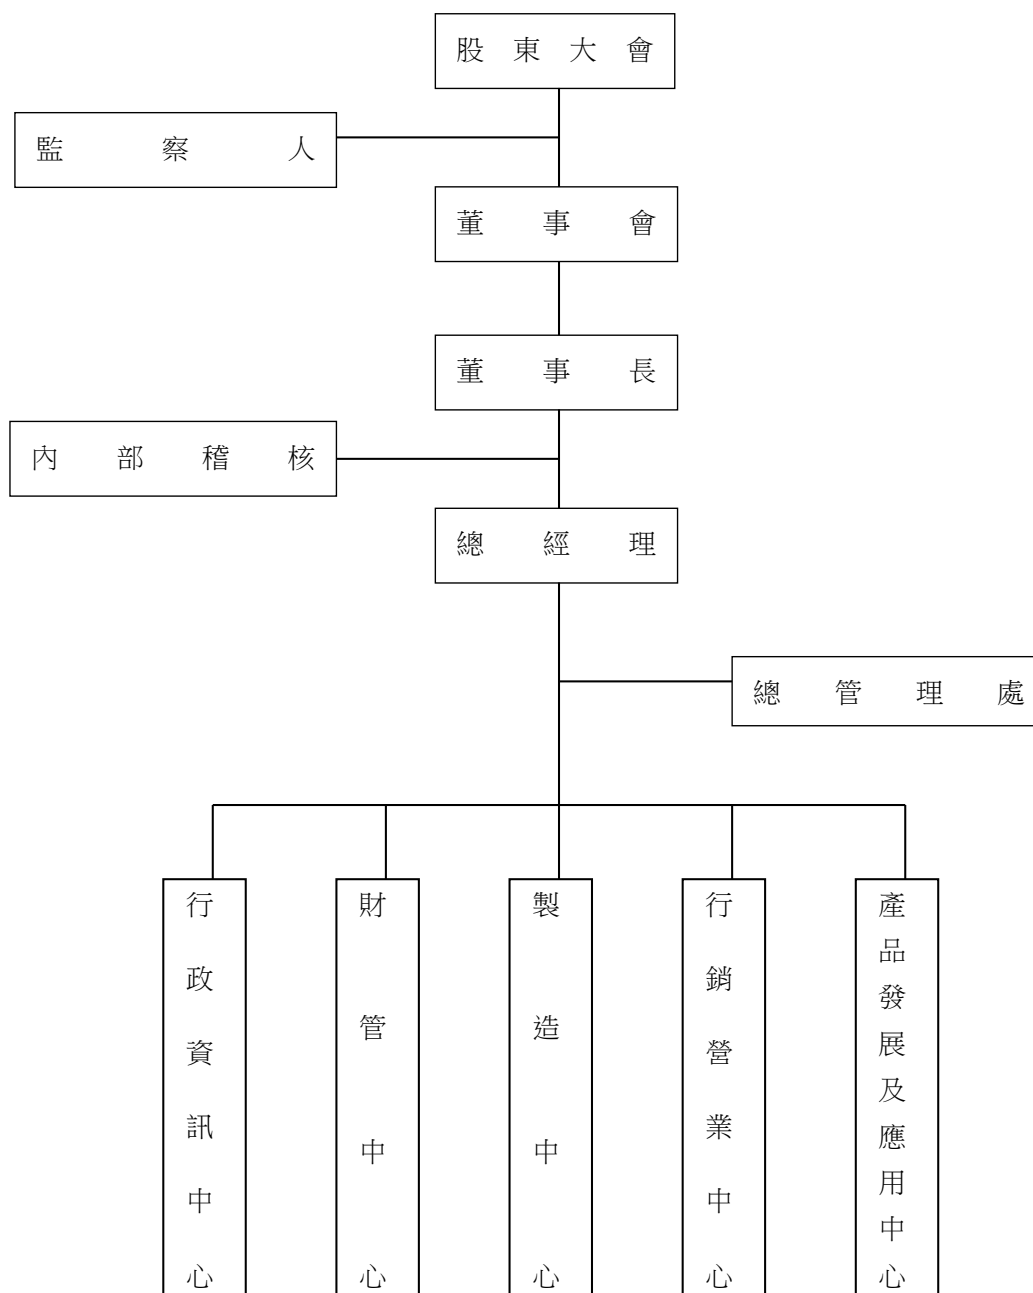 股東大會
監察人
董事會
董事長
內部稽核
總經理
總管理處
行政資訊中心
財管中心
製造中心
行銷營業中心
產品發展及應用中心